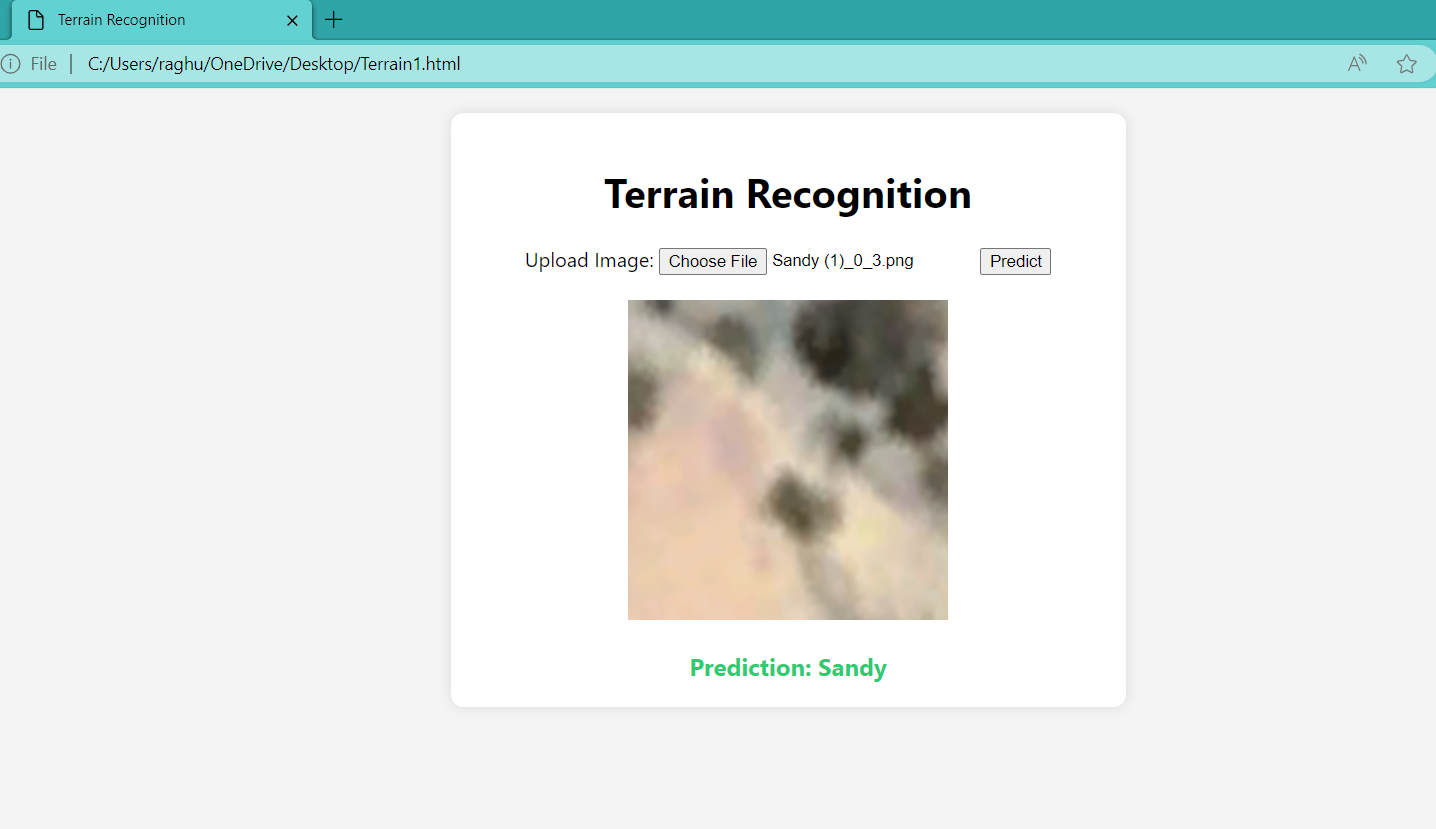 Terrain Recognition
File | C:/Users/raghu/OneDrive/Desktop/Terrain1.html
Terrain Recognition
Upload Image: Choose File Sandy (1)_0_3.png Predict
Prediction: Sandy